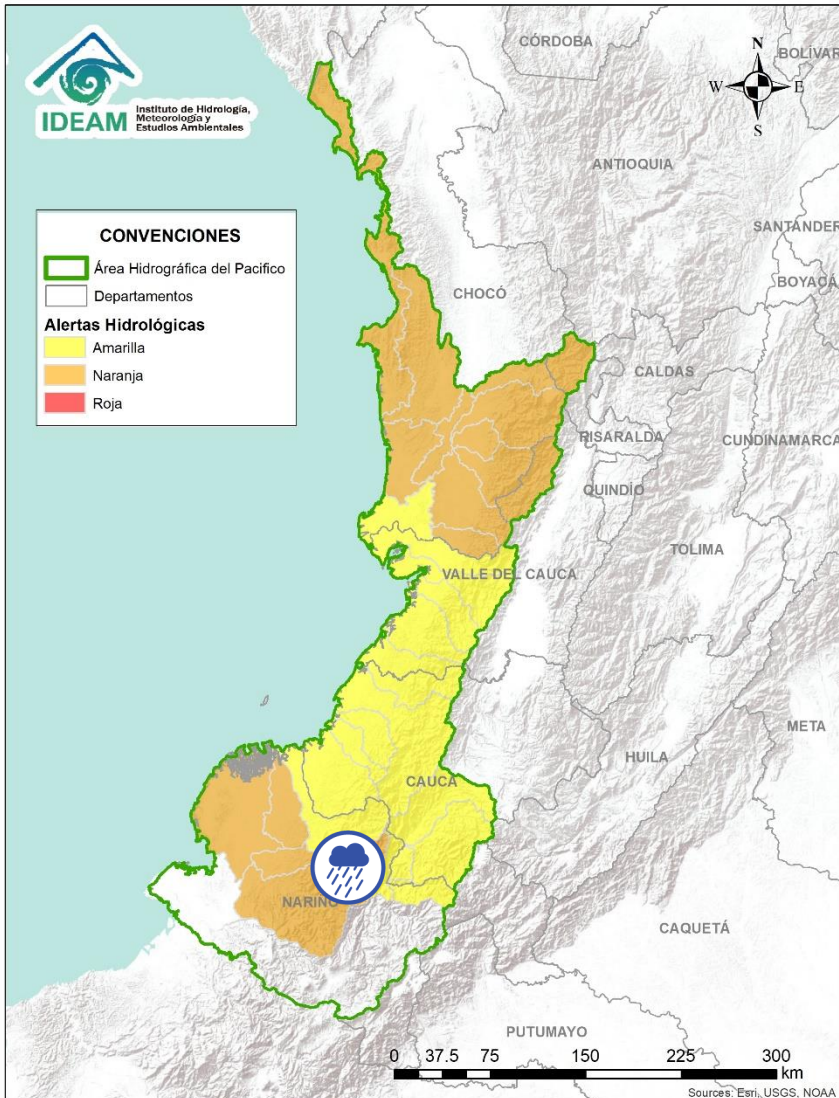 IDEAM
Instituto de Hidrología,
Meteorología y
Estudios Ambientales
N
W
E
S
CÓRDOBA
BOLÍVAR
ANTIOQUIA
SANTANDER
BOYACÁ
CHOCÓ
CALDAS
RISARALDA
CUNDINAMARCA
QUINDÍO
TOLIMA
VALLE DEL CAUCA
META
HUILA
CAUCA
NARIÑO
CAQUETÁ
PUTUMAYO
CONVENCIONES
Área Hidrográfica del Pacifico
Departamentos
Alertas Hidrológicas
Amarilla
Naranja
Roja
0 37.5 75 150 225 300
km
Sources: Esri, USGS, NOAA